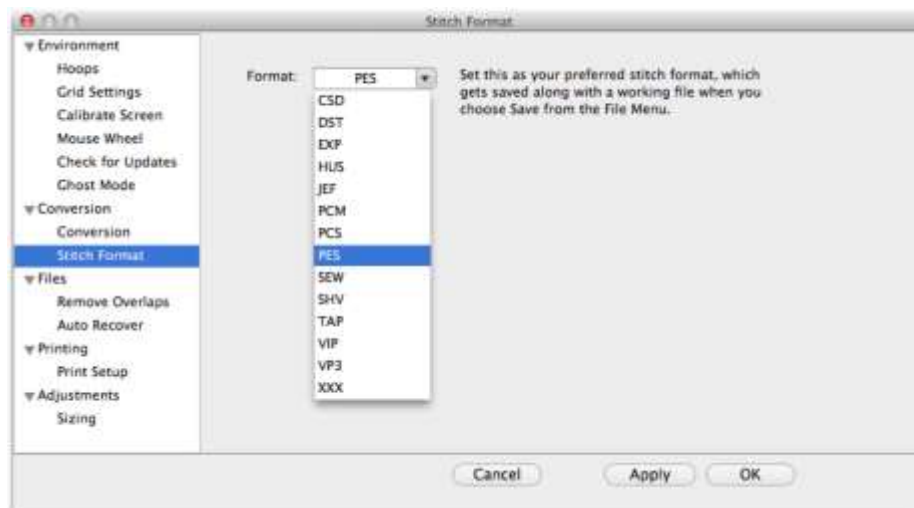 Stitch Format
Environment
Hoops
Grid Settings
Calibrate Screen
Mouse Wheel
Check for Updates
Ghost Mode
Conversion
Conversion
Stitch Format
Files
Remove Overlaps
Auto Recover
Printing
Print Setup
Adjustments
Sizing
Format:
PES
CSD
DST
EXP
HUS
JEF
PCM
PCS
PES
SEW
SHV
TAP
VIP
VP3
XXX
Set this as your preferred stitch format, which
gets saved along with a working file when you
choose Save from the File Menu.
Cancel
Apply
OK